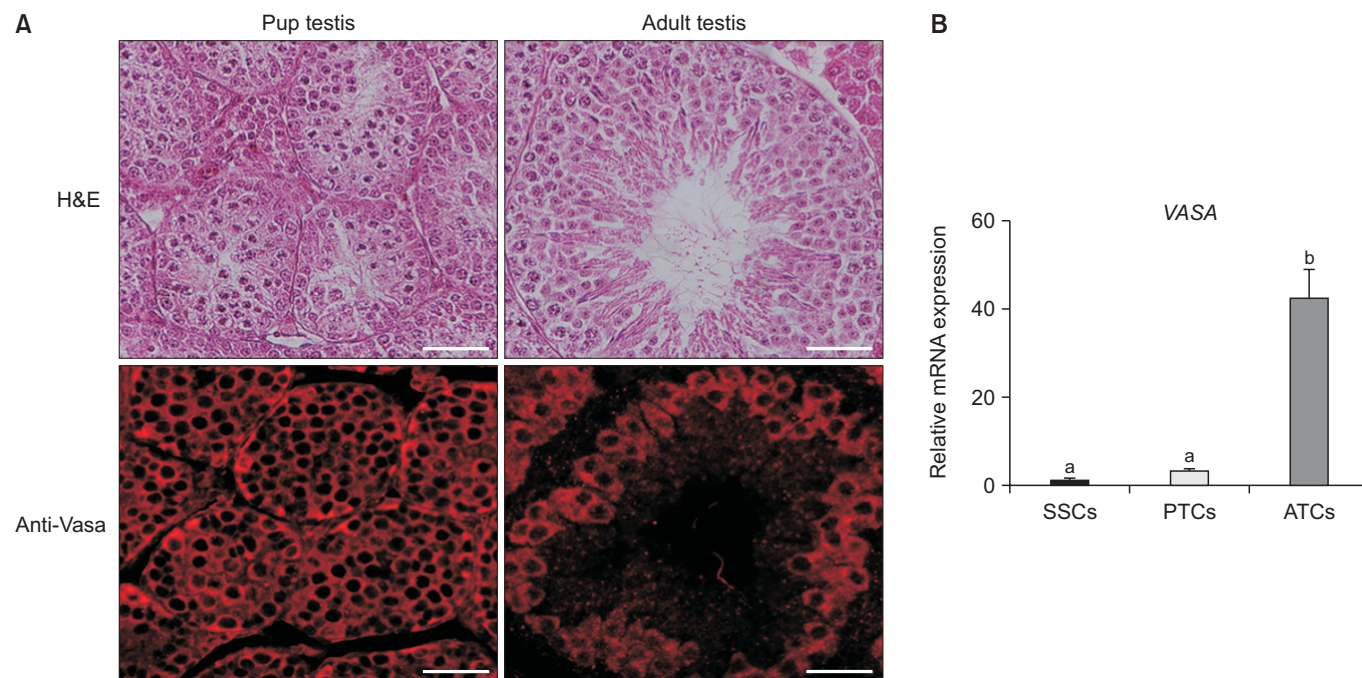 A
Pup testis
Adult testis
H&E
Anti-Vasa
B
VASA
Relative mRNA expression
60
40
20
0
a
a
b
SSCs
PTCs
ATCs